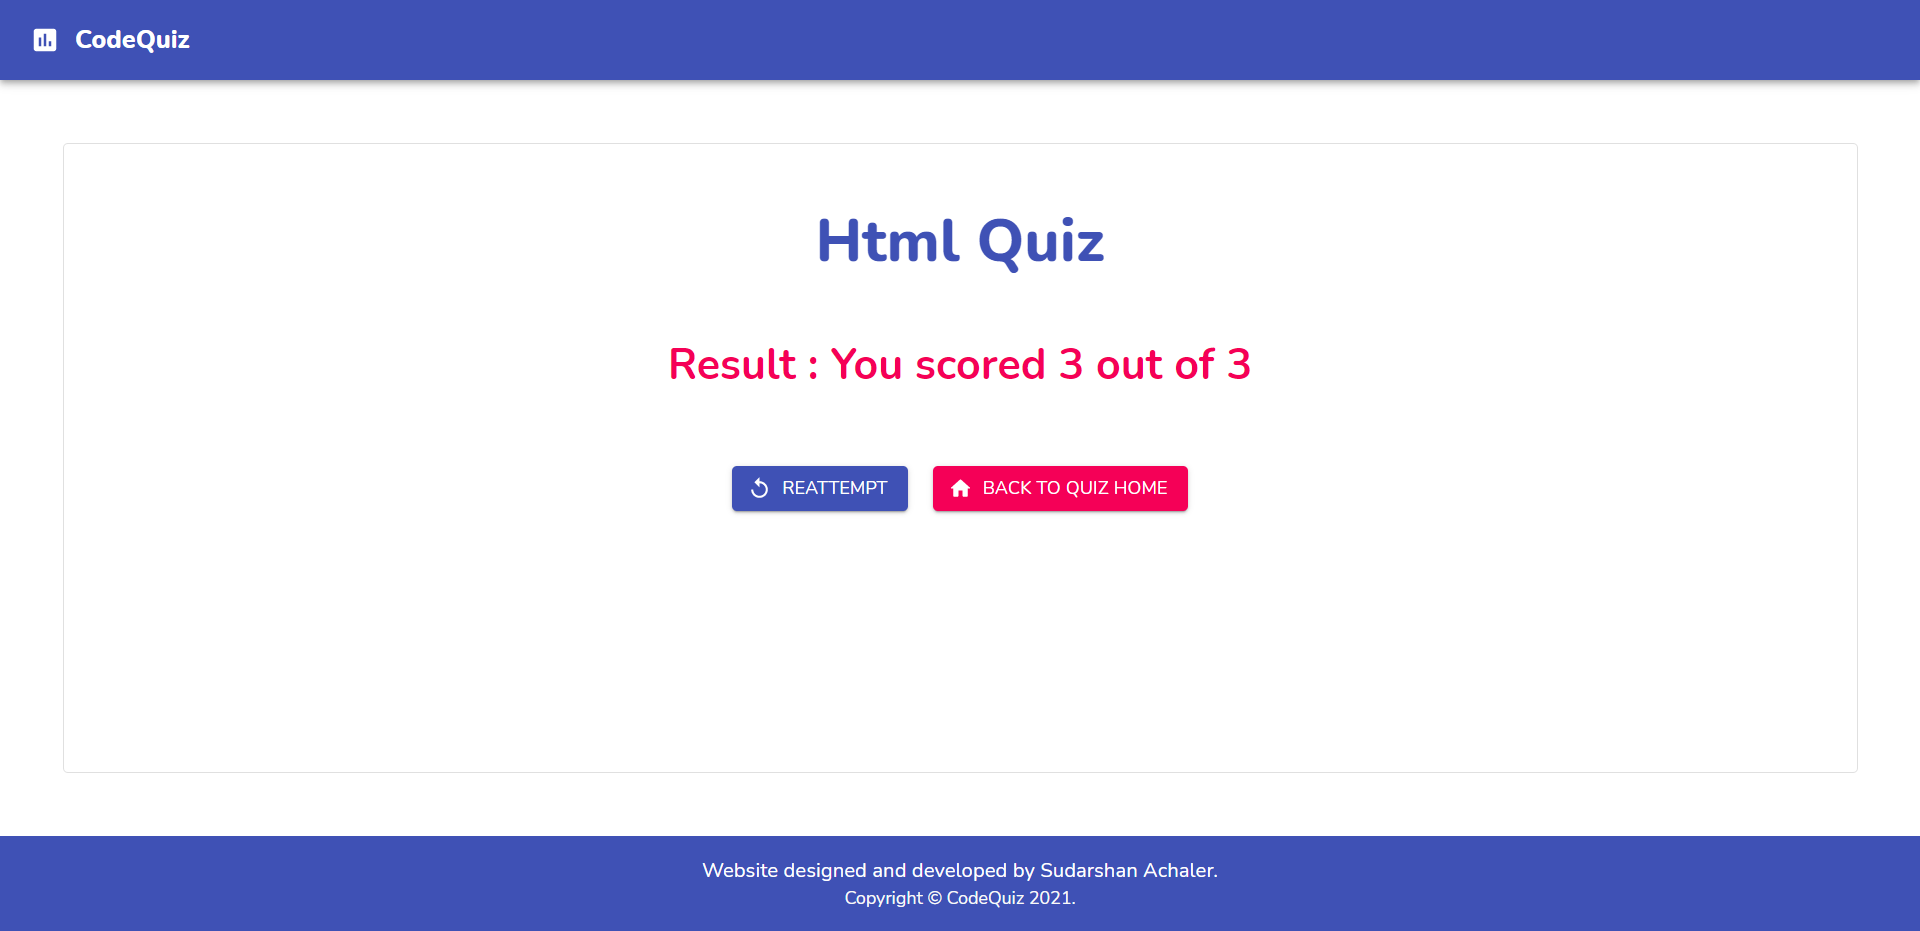 CodeQuiz
Html Quiz
Result : You scored 3 out of 3
REATTEMPT
BACK TO QUIZ HOME
Website designed and developed by Sudarshan Achaler.
Copyright © CodeQuiz 2021.